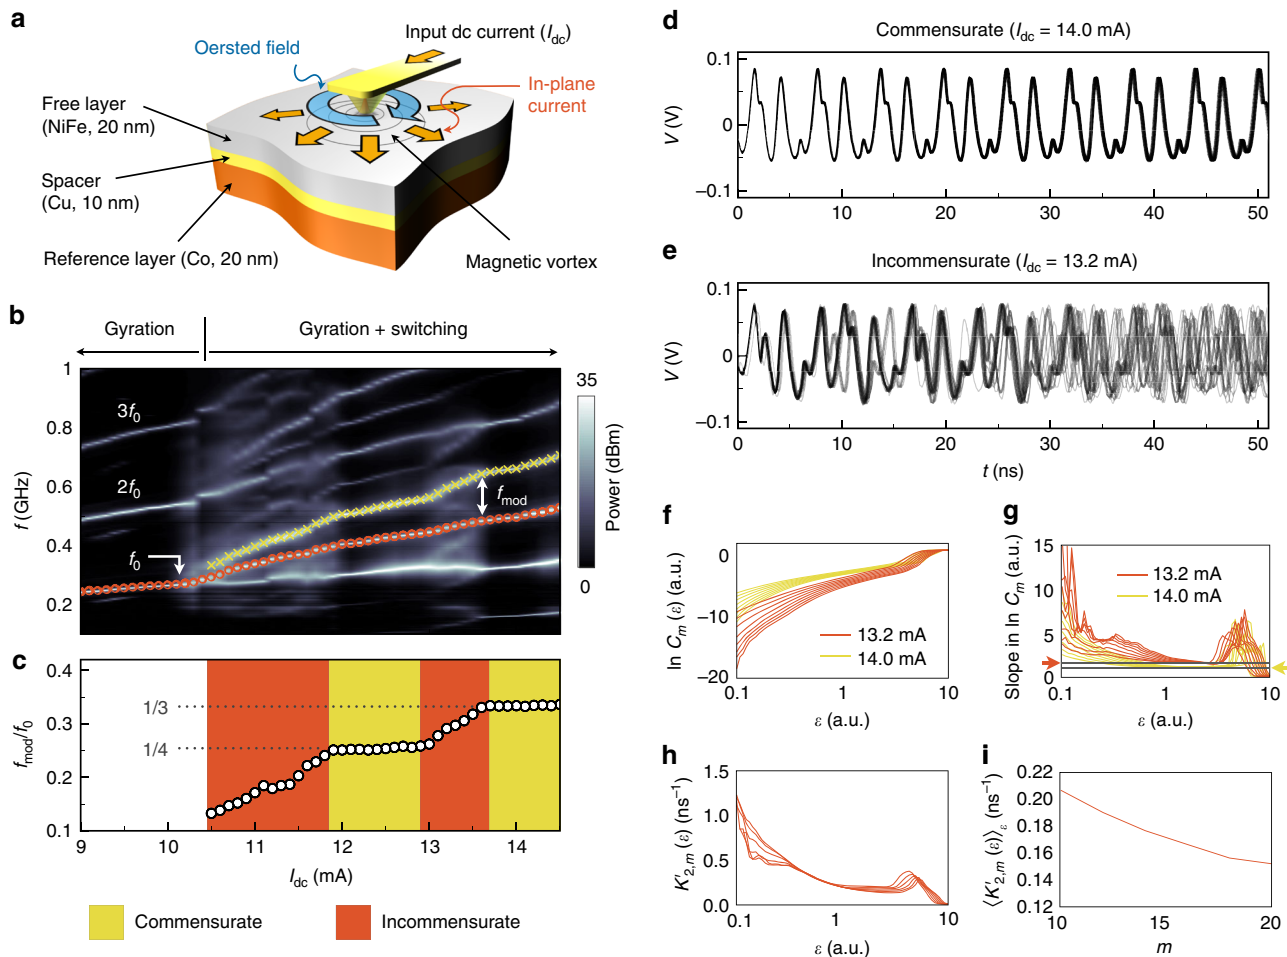 a
Input dc current (Idc)
Oersted field
In-plane
current
Free layer
(NiFe, 20 nm)
Spacer
(Cu, 10 nm)
Reference layer (Co, 20 nm)
Magnetic vortex
b
Gyration
Gyration + switching
1
0.8
0.6
0.4
0.2
f (GHz)
3f0
2f0
f0
fmod
35
0
Power (dBm)
c
0.4
0.3
0.2
0.1
fmod/f0
1/3
1/4
9
10
11
12
13
14
Idc (mA)
Commensurate
Incommensurate
d
Commensurate (Idc = 14.0 mA)
0.1
0
−0.1
V (V)
0
10
20
30
40
50
e
Incommensurate (Idc = 13.2 mA)
0.1
0
−0.1
V (V)
0
10
20
30
40
50
t (ns)
f
0
−10
−20
ln Cm (ε) (a.u.)
13.2 mA
14.0 mA
0.1
1
10
ε (a.u.)
g
15
10
5
0
Slope in ln Cm (a.u.)
13.2 mA
14.0 mA
0.1
1
10
ε (a.u.)
h
1.5
1.0
0.5
0.0
K′2,m (ε) (ns−1)
0.1
1
10
ε (a.u.)
i
0.20
0.22
0.18
0.16
0.14
0.12
⟨K′2,m (ε)⟩ε (ns−1)
10
15
20
m